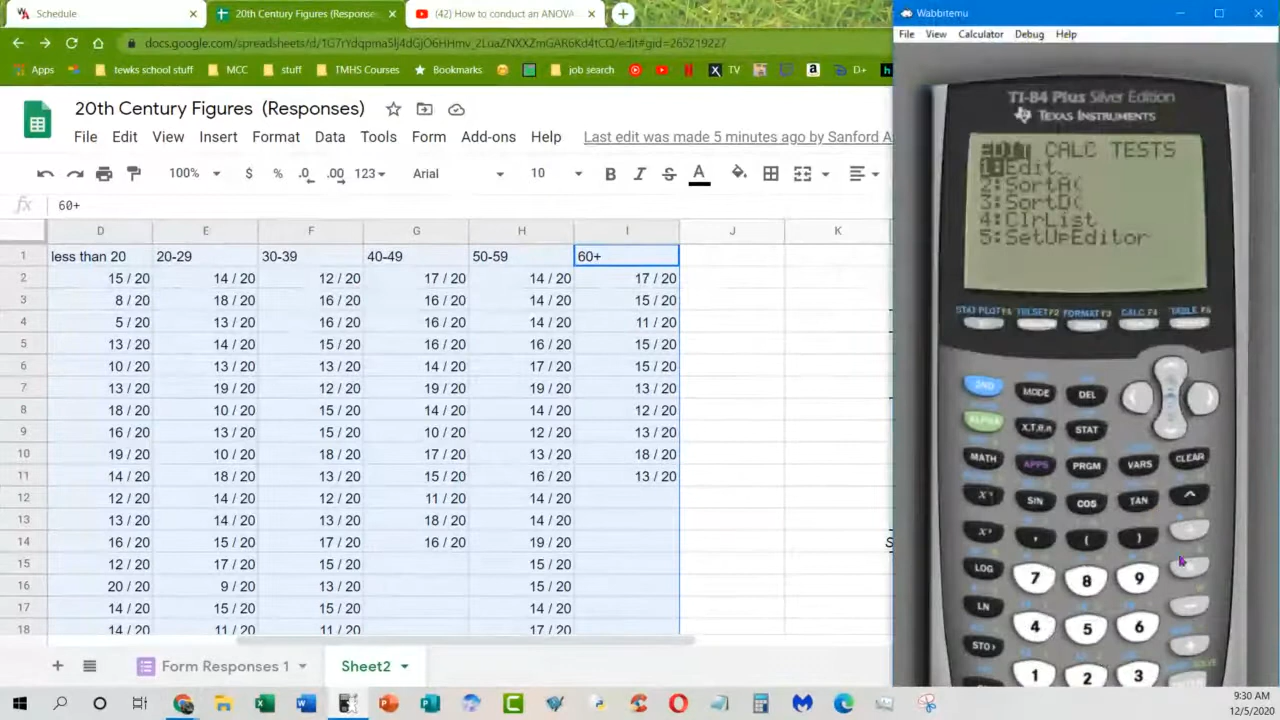 Schedule
20th Century Figures (Responses)
(42) How to conduct an ANOVA
Wabbitemu
docs.google.com/spreadsheets/d/1G7rYdqpma5lj4dGjO6HHmv_2LuaZNXXZmGAR6Kd4tCQ/edit#gid=265219227
File View Calculator Debug Help
Apps tewks school stuff MCC stuff TMHS Courses Bookmarks job search TV D+
20th Century Figures (Responses)
File Edit View Insert Format Data Tools Form Add-ons Help Last edit was made 5 minutes ago by Sanford
100% $ % .0 .00 123 Arial 10 B I S A
fx 60+
D E F G H I J K
1 less than 20 20-29 30-39 40-49 50-59 60+
2 15 / 20 14 / 20 12 / 20 17 / 20 14 / 20 17 / 20
3 8 / 20 18 / 20 16 / 20 16 / 20 14 / 20 15 / 20
4 5 / 20 13 / 20 16 / 20 16 / 20 14 / 20 11 / 20
5 13 / 20 14 / 20 15 / 20 16 / 20 16 / 20 15 / 20
6 10 / 20 13 / 20 13 / 20 14 / 20 17 / 20 15 / 20
7 13 / 20 19 / 20 12 / 20 19 / 20 19 / 20 13 / 20
8 18 / 20 10 / 20 15 / 20 14 / 20 14 / 20 12 / 20
9 16 / 20 13 / 20 15 / 20 10 / 20 12 / 20 13 / 20
10 19 / 20 10 / 20 18 / 20 17 / 20 13 / 20 18 / 20
11 14 / 20 18 / 20 13 / 20 15 / 20 16 / 20 13 / 20
12 12 / 20 14 / 20 12 / 20 11 / 20 14 / 20
13 13 / 20 14 / 20 13 / 20 18 / 20 14 / 20
14 16 / 20 15 / 20 17 / 20 16 / 20 19 / 20
15 12 / 20 17 / 20 15 / 20 15 / 20
16 20 / 20 9 / 20 13 / 20 15 / 20
17 14 / 20 15 / 20 15 / 20 14 / 20
18 14 / 20 11 / 20 11 / 20 17 / 20
Form Responses 1
Sheet2
TI-84 Plus Silver Edition
TEXAS INSTRUMENTS
EDIT CALC TESTS
1:Edit…
2:SortA(
3:SortD(
4:ClrList
5:SetUpEditor
STAT PLOT F1 TBLSET F2 FORMAT F3 CALC F4 TABLE F5
2ND MODE DEL
ALPHA X,T,θ,n STAT
MATH APPS PRGM VARS CLEAR
SIN COS TAN ^
, ( )
LOG 7 8 9
LN 4 5 6
STO› 1 2 3
9:30 AM
12/5/2020